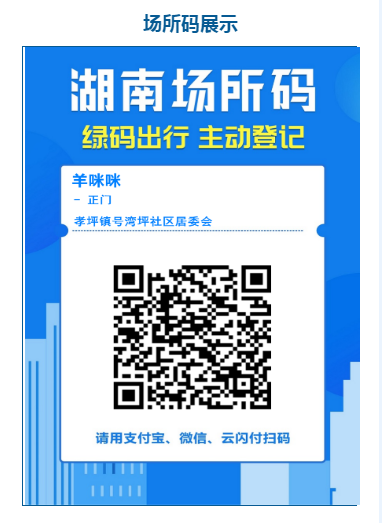 场所码展示
湖南场所码
绿码出行 主动登记
羊咪咪
- 正门
孝坪镇号湾坪社区居委会
请用支付宝、微信、云闪付扫码